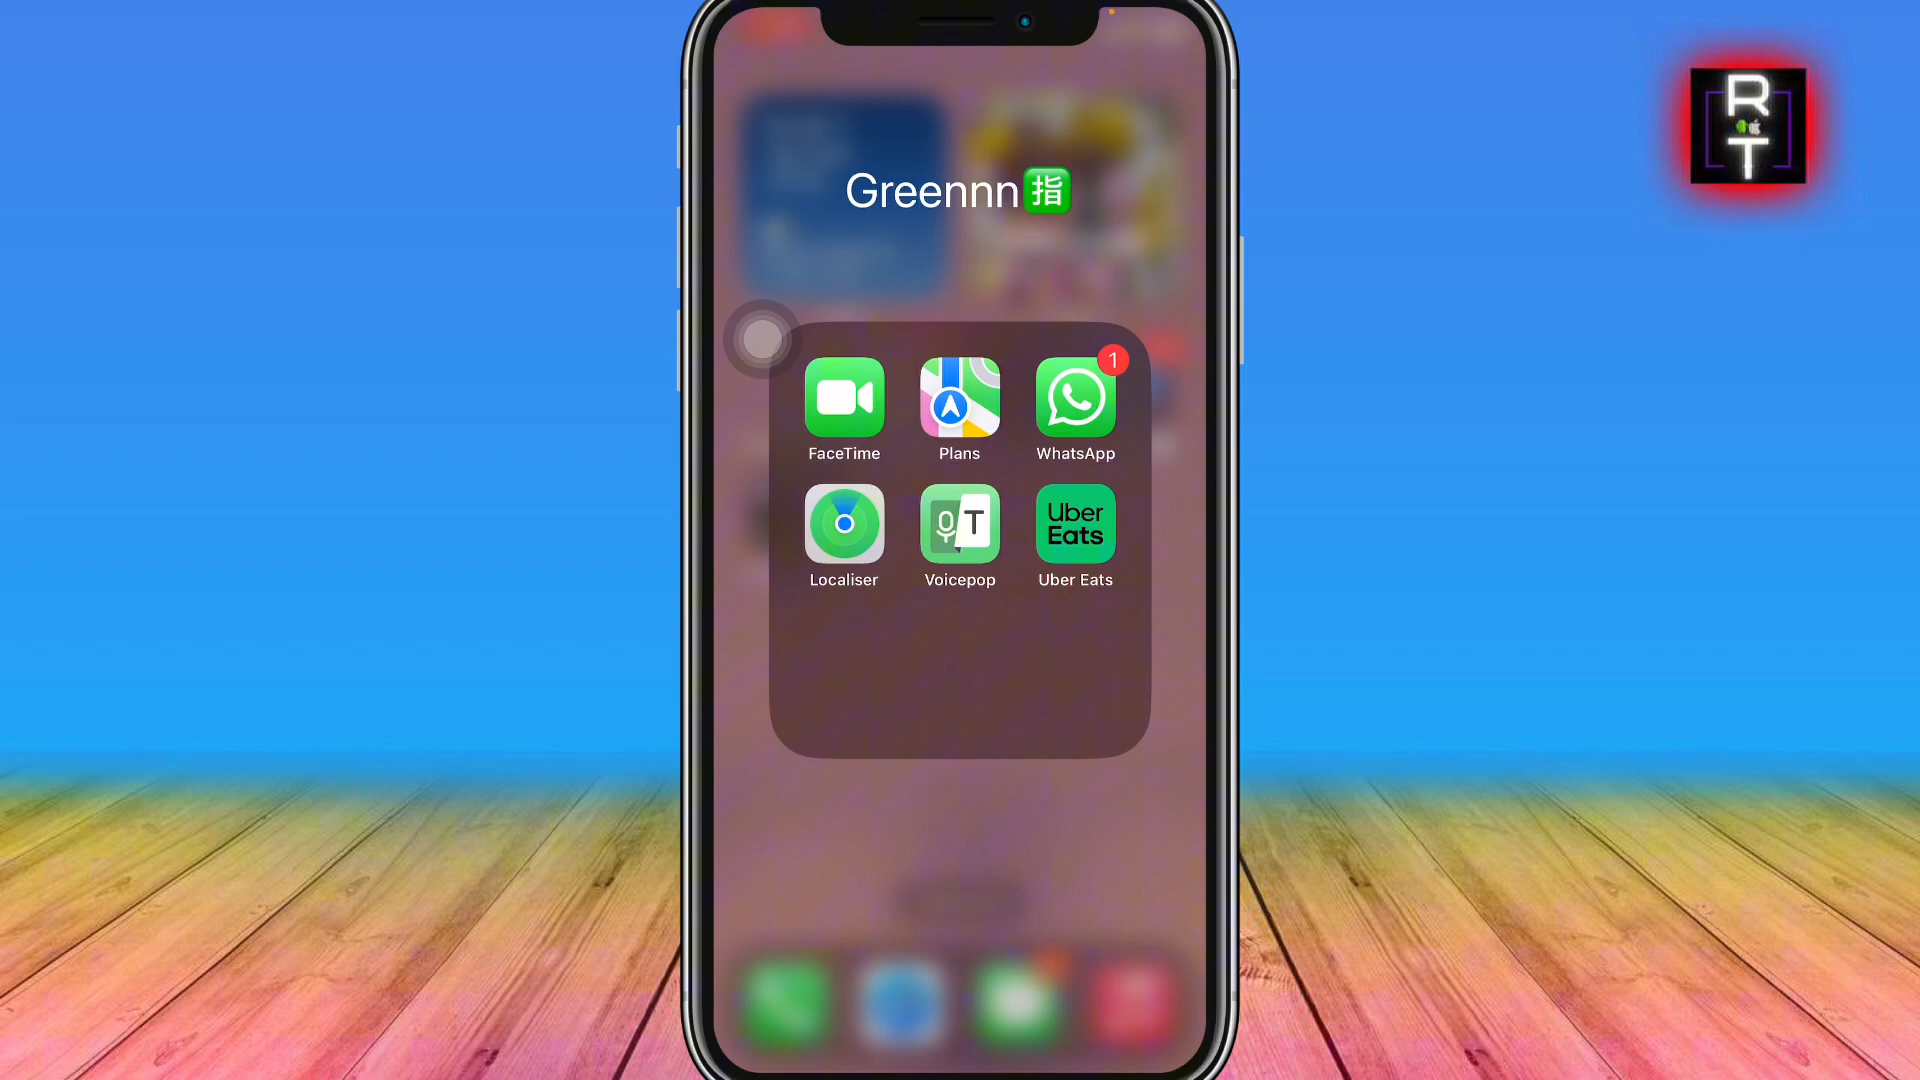 R
T
Greennn🈯
1
FaceTime
Plans
WhatsApp
T
Uber
Eats
Localiser
Voicepop
Uber Eats